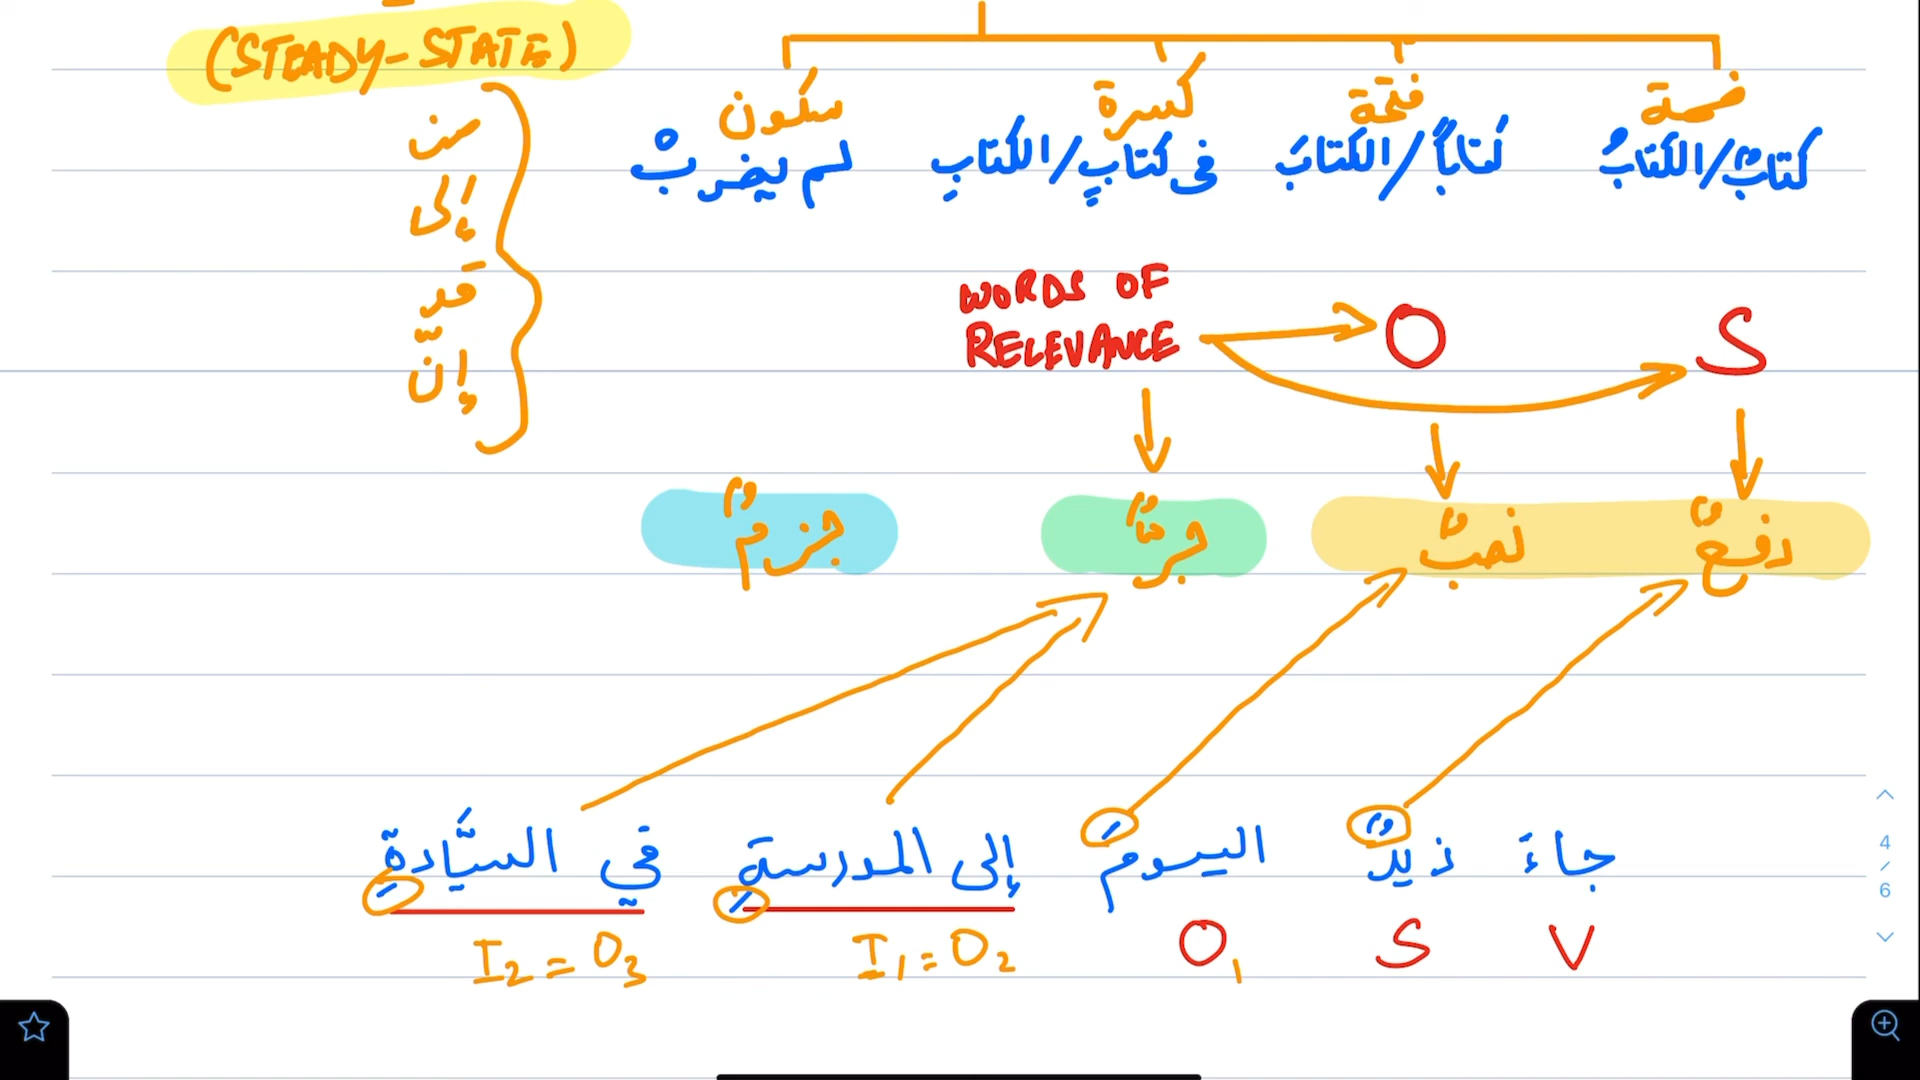 (STEADY-STATE)
ضمة فتحة كسرة سكون
كتابٌ/الكتابُ كتاباً/الكتابَ في كتابٍ/الكتابِ لم يضربْ
من
إلى
قد
إنّ
WORDS OF
RELEVANCE
O S
رفعٌ نصبٌ جرٌّ جزمٌ
جاءَ زيدٌ اليومَ إلى المدرسةِ في السَّيَّارةِ
V S O₁ I₁=O₂ I₂=O₃
4
/
6